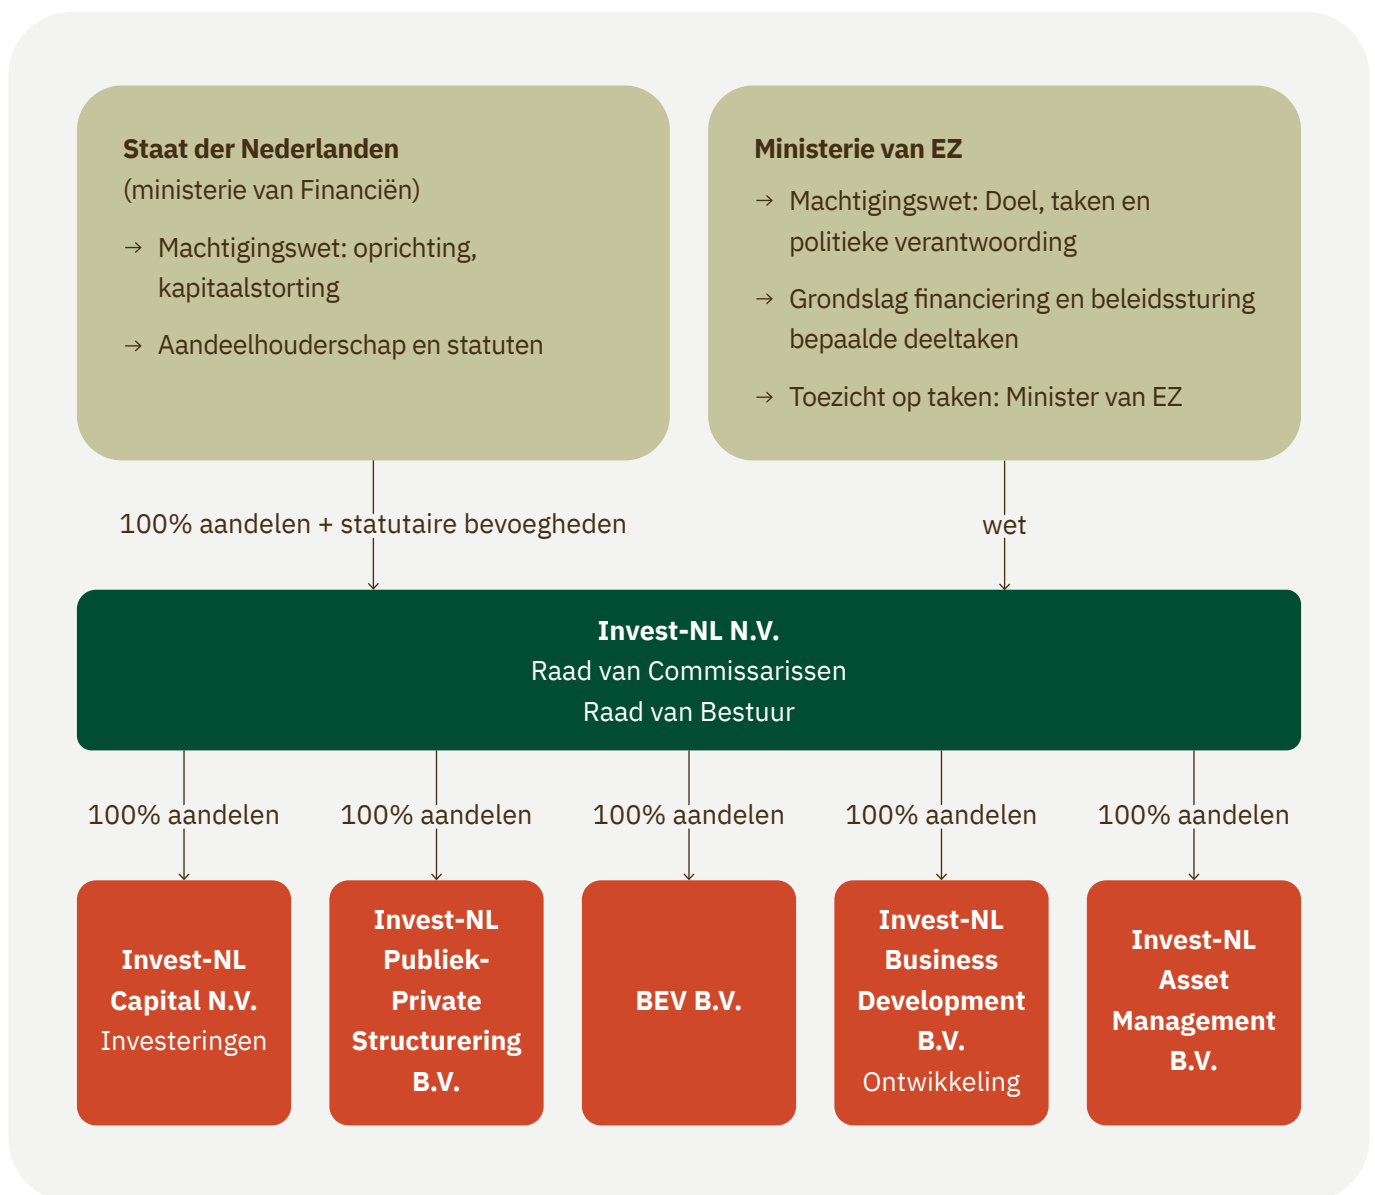 Staat der Nederlanden
(ministerie van Financiën)
→ Machtigingswet: oprichting,
kapitaalstorting
→ Aandeelhouderschap en statuten
Ministerie van EZ
→ Machtigingswet: Doel, taken en
politieke verantwoording
→ Grondslag financiering en beleidssturing
bepaalde deeltaken
→ Toezicht op taken: Minister van EZ
100% aandelen + statutaire bevoegheden
wet
Invest-NL N.V.
Raad van Commissarissen
Raad van Bestuur
100% aandelen
100% aandelen
100% aandelen
100% aandelen
100% aandelen
Invest-NL
Capital N.V.
Investeringen
Invest-NL
Publiek-
Private
Structurering
B.V.
BEV B.V.
Invest-NL
Business
Development
B.V.
Ontwikkeling
Invest-NL
Asset
Management
B.V.